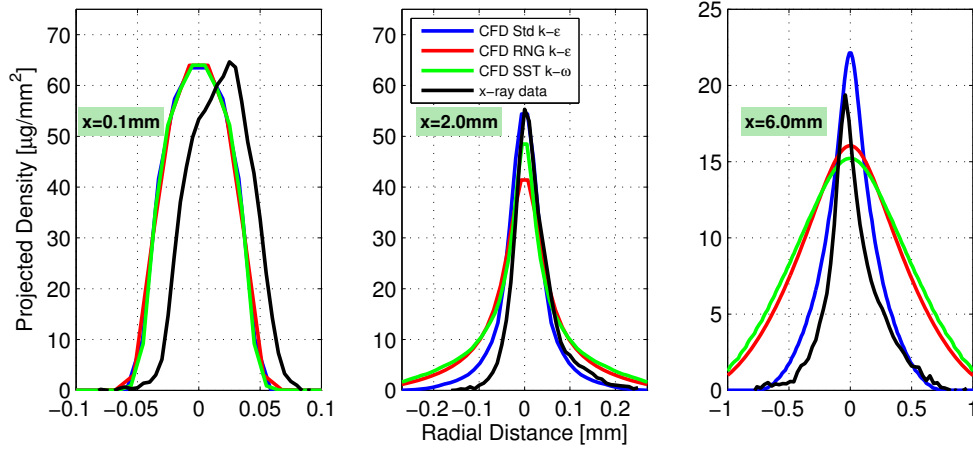 Projected Density [µg/mm²]
70
60
50
40
30
20
10
0
x=0.1mm
−0.1 −0.05 0 0.05 0.1
70
60
50
40
30
20
10
0
CFD Std k−ε
CFD RNG k−ε
CFD SST k−ω
x−ray data
x=2.0mm
−0.2 −0.1 0 0.1 0.2
Radial Distance [mm]
25
20
15
10
5
0
x=6.0mm
−1 −0.5 0 0.5 1